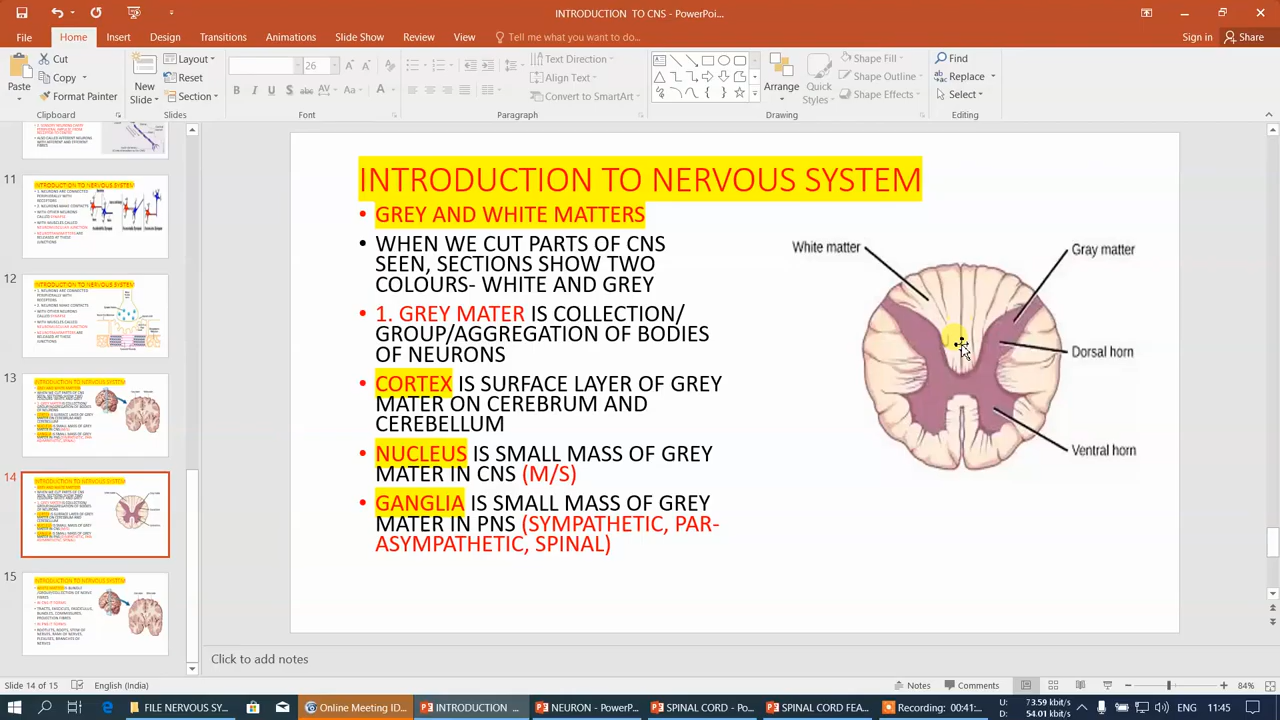 INTRODUCTION TO NERVOUS SYSTEM - PowerPoint
File Home Insert Design Transitions Animations Slide Show Review View Tell me what you want to do... Sign in Share
Paste
Cut
Copy
Format Painter
Clipboard
New Slide
Layout
Reset
Section
Slides
26
Font
Text Direction
Align Text
Convert to SmartArt
Paragraph
Arrange
Quick Styles
Shape Fill
Shape Outline
Shape Effects
Drawing
Find
Replace
Select
Editing
11
12
13
14
15
INTRODUCTION TO NERVOUS SYSTEM
• GREY AND WHITE MATTERS
• WHEN WE CUT PARTS OF CNS
SEEN, SECTIONS SHOW TWO
COLOURS- WHITE AND GREY
• 1. GREY MATER IS COLLECTION/
GROUP/AGGREGATION OF BODIES
OF NEURONS
• CORTEX IS SURFACE LAYER OF GREY
MATER ON CEREBRUM AND
CEREBELLUM
• NUCLEUS IS SMALL MASS OF GREY
MATER IN CNS (M/S)
• GANGLIA IS SMALL MASS OF GREY
MATER IN PNS (SYMPATHETIC, PAR-
ASYMPATHETIC, SPINAL)
White matter
Gray matter
Dorsal horn
Ventral horn
Click to add notes
Slide 14 of 15 English (India) Notes Comments 84%
FILE NERVOUS SY... Online Meeting ID... INTRODUCTION T... NEURON - PowerP... SPINAL CORD - Po... SPINAL CORD FEA... Recording: 00:41:... D: 73.59 kb/s ENG 11:45
U: 54.01 kb/s